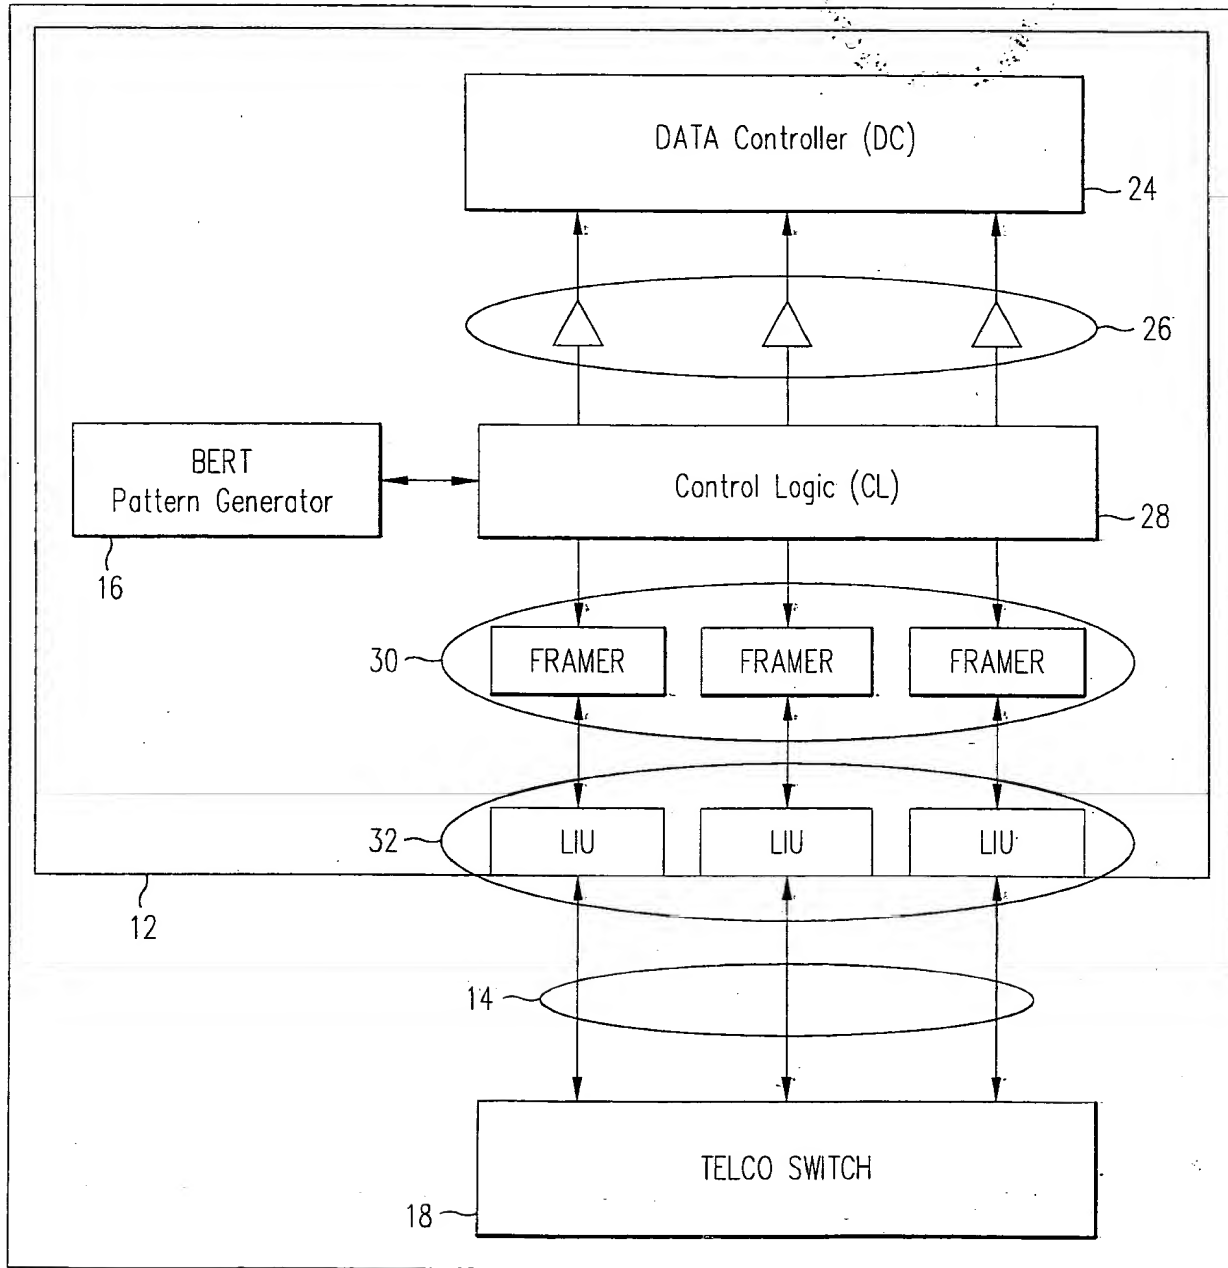 DATA Controller (DC)
24
26
BERT
Pattern Generator
16
Control Logic (CL)
28
30
FRAMER FRAMER FRAMER
32
LIU LIU LIU
12
14
TELCO SWITCH
18